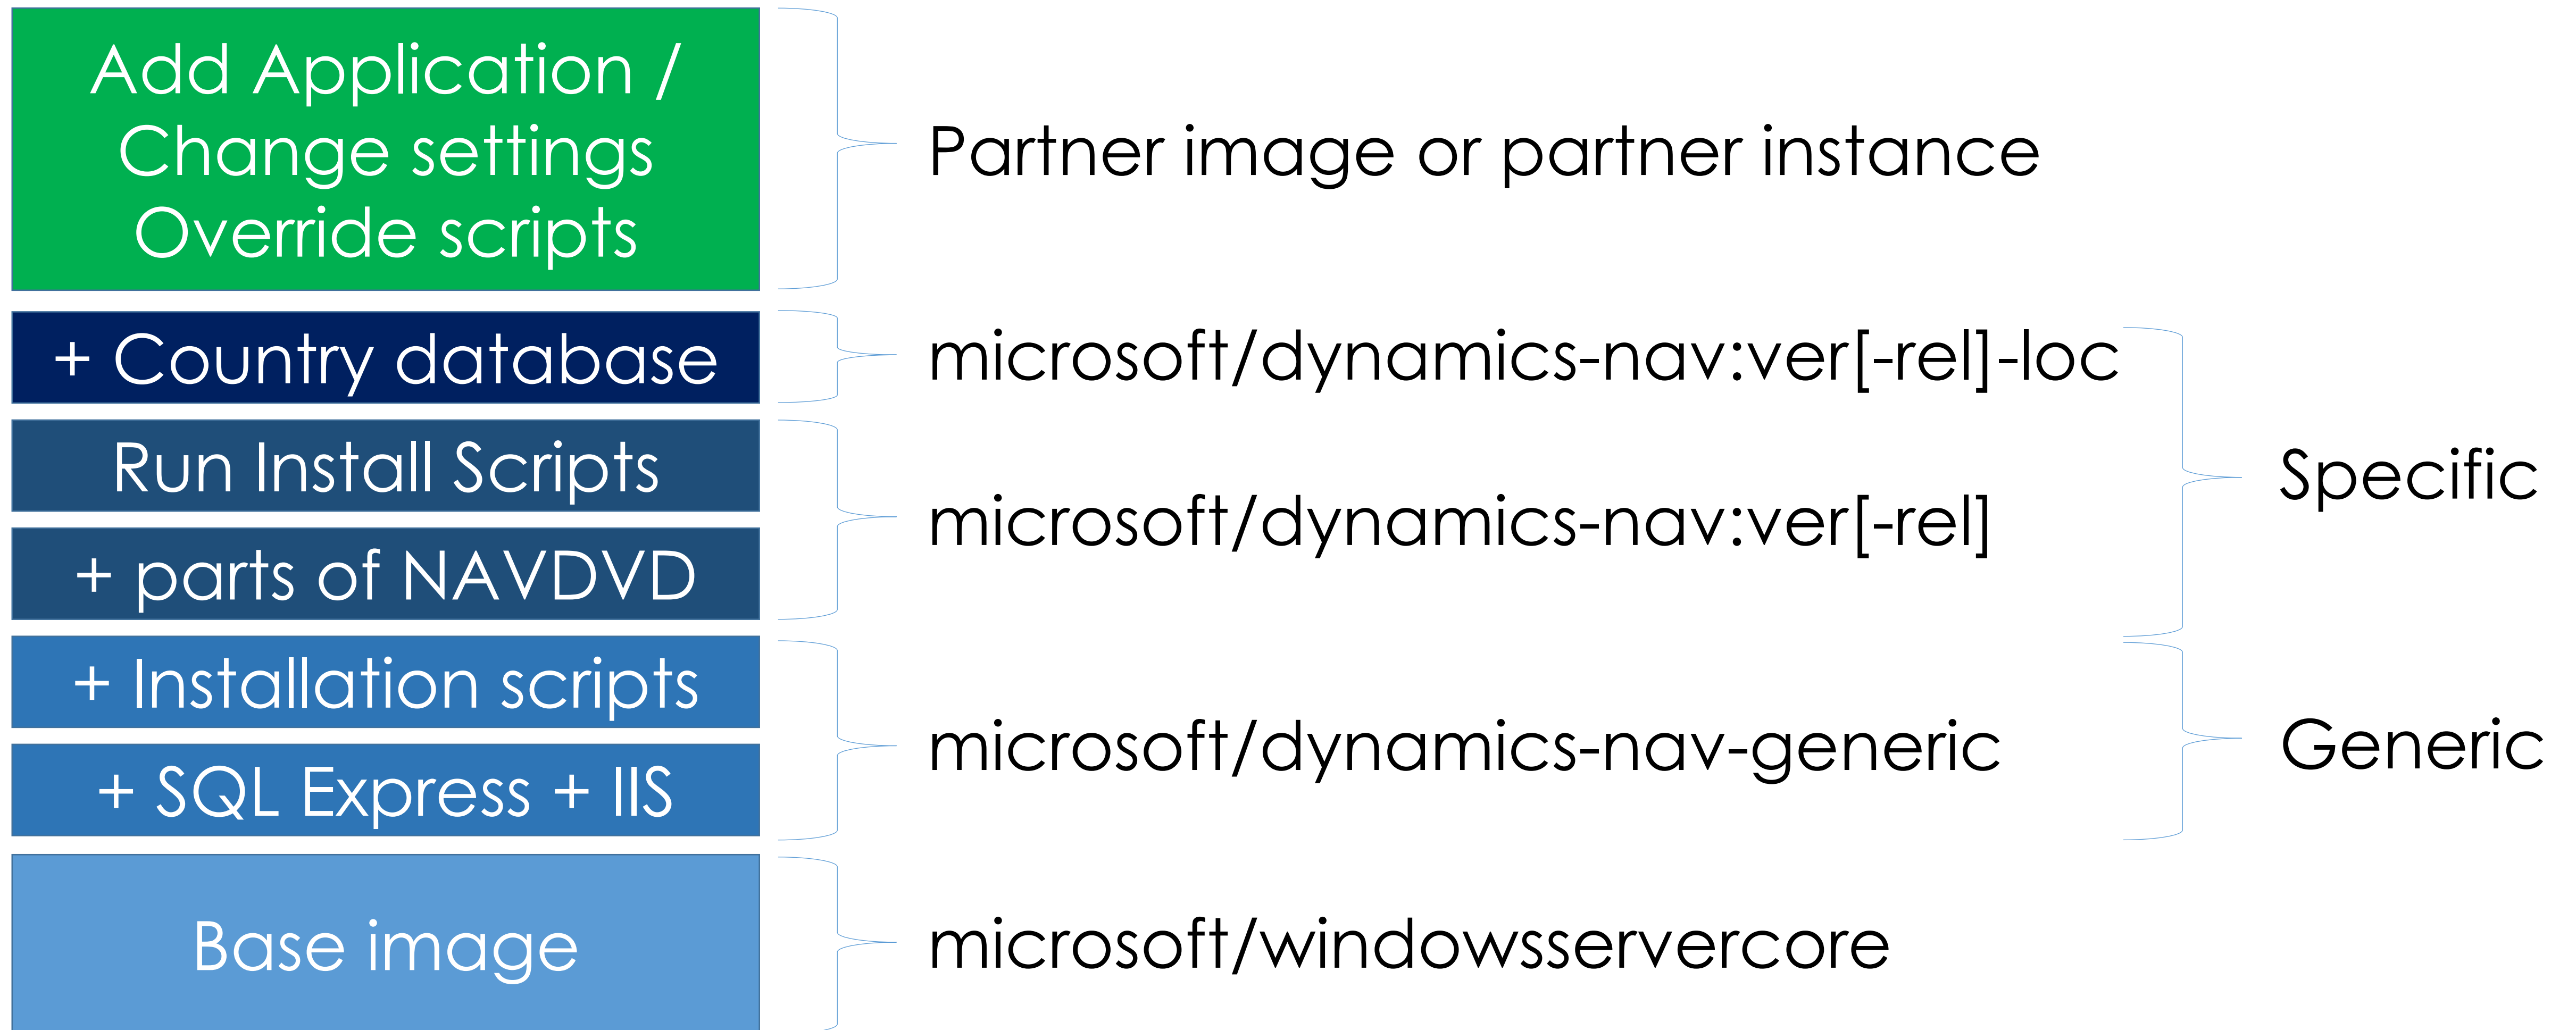 Add Application /
Change settings
Override scripts
Partner image or partner instance
+ Country database
microsoft/dynamics-nav:ver[-rel]-loc
Run Install Scripts
+ parts of NAVDVD
microsoft/dynamics-nav:ver[-rel]
Specific
+ Installation scripts
+ SQL Express + IIS
microsoft/dynamics-nav-generic
Generic
Base image
microsoft/windowsservercore